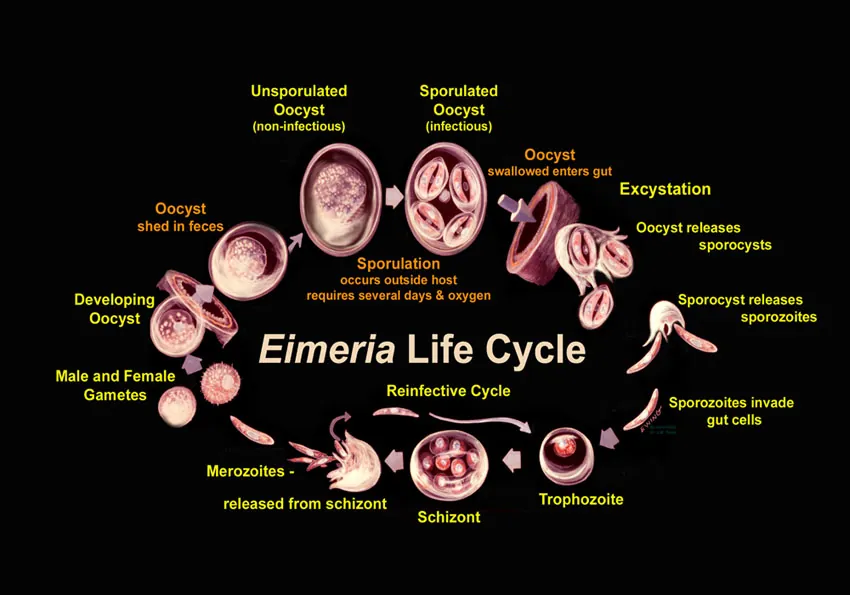 Unsporulated
Oocyst
(non-infectious)
Sporulated
Oocyst
(infectious)
Oocyst
swallowed enters gut
Excystation
Oocyst releases
sporocysts
Oocyst
shed in feces
Sporulation
occurs outside host
requires several days & oxygen
Developing
Oocyst
Sporocyst releases
sporozoites
Eimeria Life Cycle
Male and Female
Gametes
Reinfective Cycle
Sporozoites invade
gut cells
EWING
Merozoites -
released from schizont
Schizont
Trophozoite